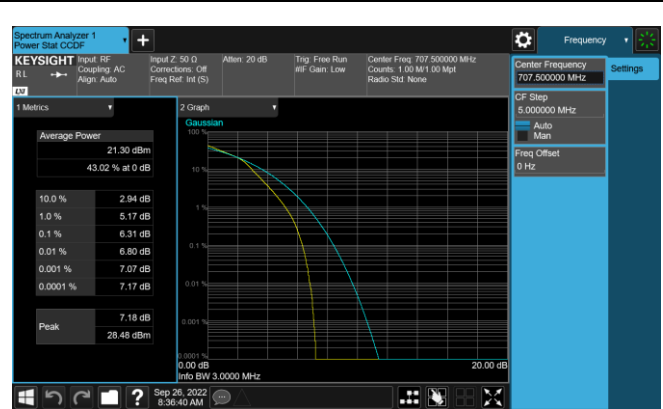 Spectrum Analyzer 1
Power Stat CCDF
Frequency
KEYSIGHT
RL
LXI
Input: RF
Coupling: AC
Align: Auto
Input Z: 50 Ω
Corrections: Off
Freq Ref: Int (S)
Atten: 20 dB
Trig: Free Run
#IF Gain: Low
Center Freq: 707.500000 MHz
Counts: 1.00 M/1.00 Mpt
Radio Std: None
Center Frequency
707.500000 MHz
Settings
CF Step
5.000000 MHz
Auto
Man
Freq Offset
0 Hz
1 Metrics
Average Power
21.30 dBm
43.02 % at 0 dB
10.0 % 2.94 dB
1.0 % 5.17 dB
0.1 % 6.31 dB
0.01 % 6.80 dB
0.001 % 7.07 dB
0.0001 % 7.17 dB
Peak
7.18 dB
28.48 dBm
2 Graph
Gaussian
100 %
10 %
1 %
0.1 %
0.01 %
0.001 %
0.0001 %
0.00 dB 20.00 dB
Info BW 3.0000 MHz
?
Sep 26, 2022
8:36:40 AM